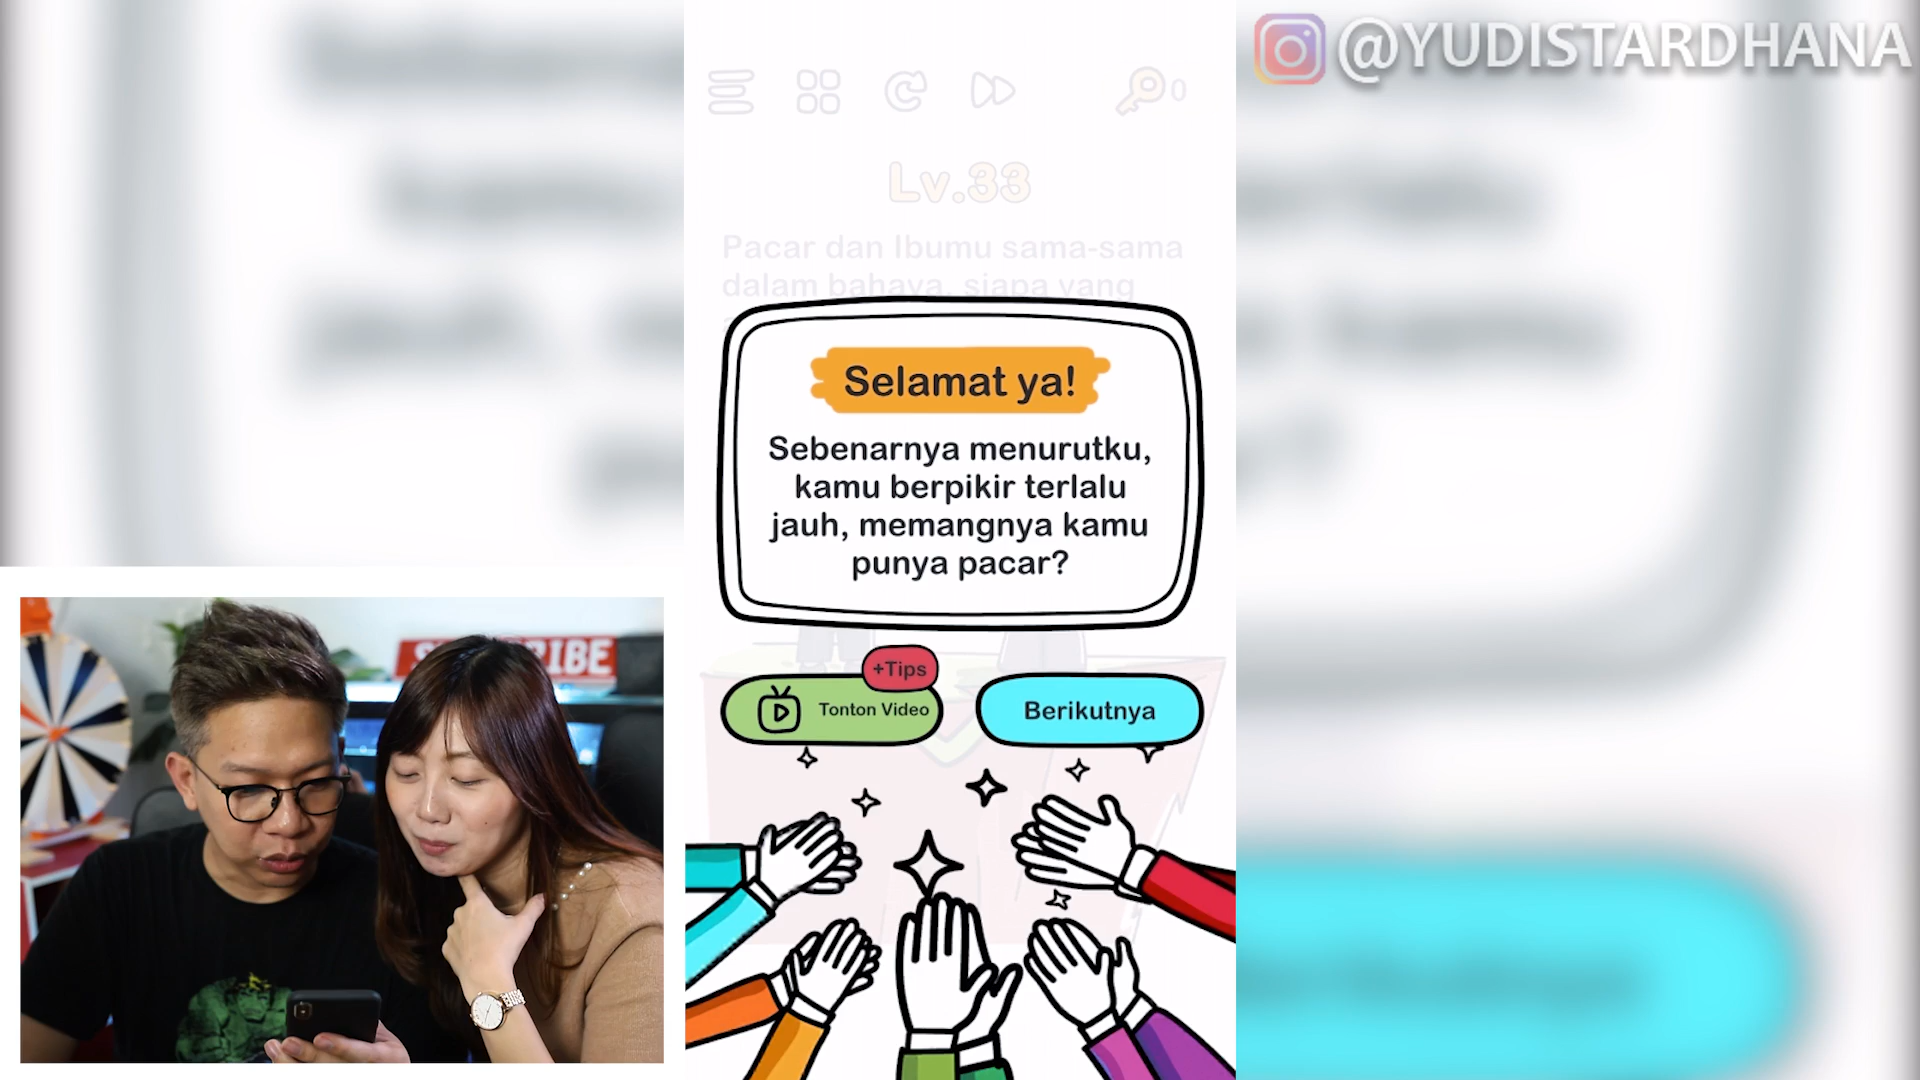 @YUDISTARDHANA
0
Lv.33
Pacar dan Ibumu sama-sama
dalam bahaya, siapa yang
Selamat ya!
Sebenarnya menurutku,
kamu berpikir terlalu
jauh, memangnya kamu
punya pacar?
+Tips
Tonton Video
Berikutnya